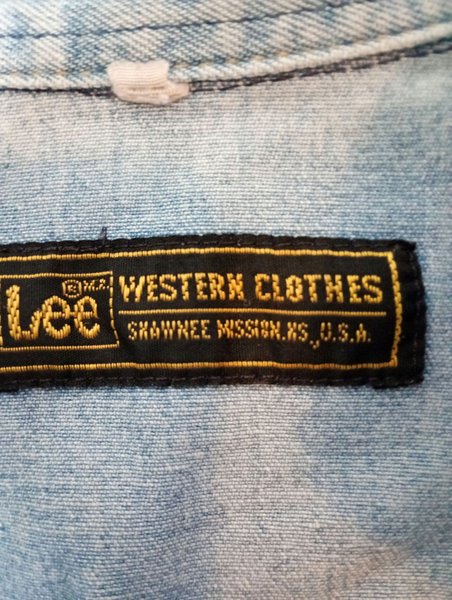 Lee ® M.R.
WESTERN CLOTHES
SHAWNEE MISSION.KS., U.S.A.